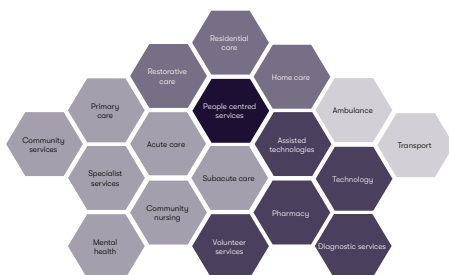 Residential
care
Restorative
care
Home care
Primary
care
People centred
services
Ambulance
Community
services
Acute care
Assisted
technologies
Transport
Specialist
services
Subacute care
Technology
Community
nursing
Pharmacy
Mental
health
Volunteer
services
Diagnostic services